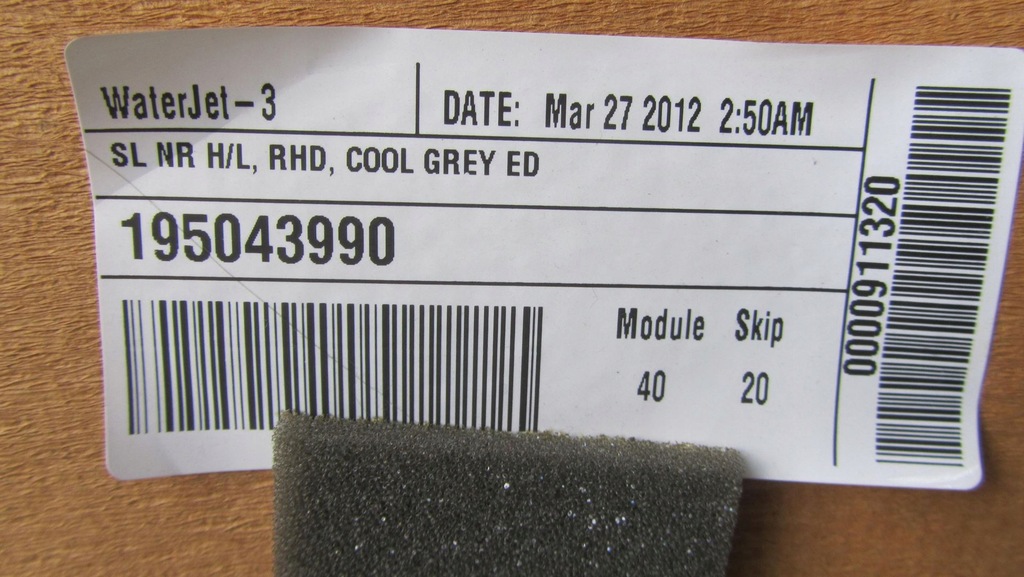 WaterJet-3
DATE: Mar 27 2012 2:50AM
SL NR H/L, RHD, COOL GREY ED
195043990
Module Skip
40 20
0000911320